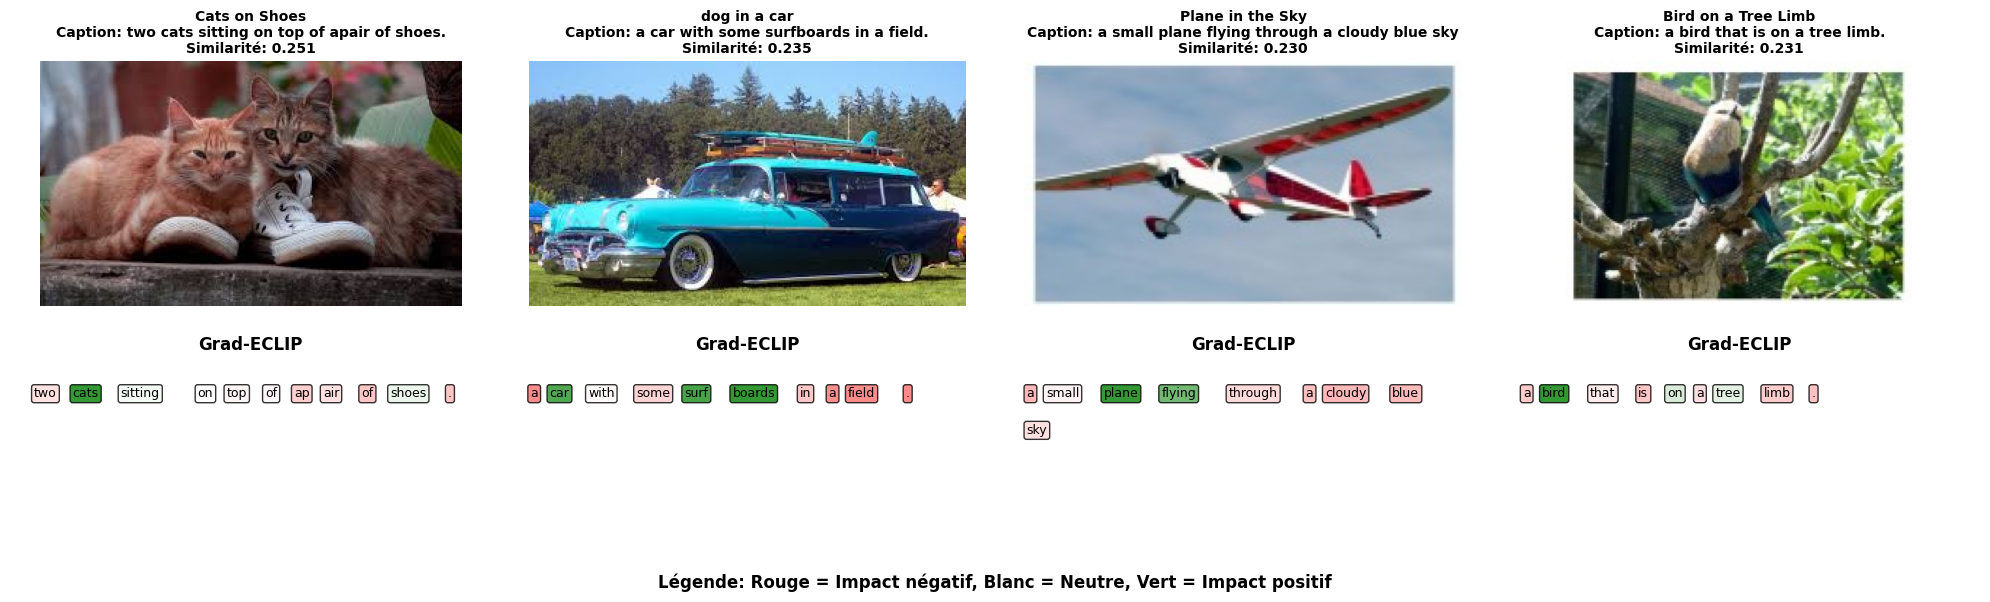 Cats on Shoes
Caption: two cats sitting on top of apair of shoes.
Similarité: 0.251
dog in a car
Caption: a car with some surfboards in a field.
Similarité: 0.235
Plane in the Sky
Caption: a small plane flying through a cloudy blue sky
Similarité: 0.230
Bird on a Tree Limb
Caption: a bird that is on a tree limb.
Similarité: 0.231
Grad-ECLIP
two cats sitting on top of ap air of shoes .
Grad-ECLIP
a car with some surf boards in a field .
Grad-ECLIP
a small plane flying through a cloudy blue
sky
Grad-ECLIP
a bird that is on a tree limb .
Légende: Rouge = Impact négatif, Blanc = Neutre, Vert = Impact positif